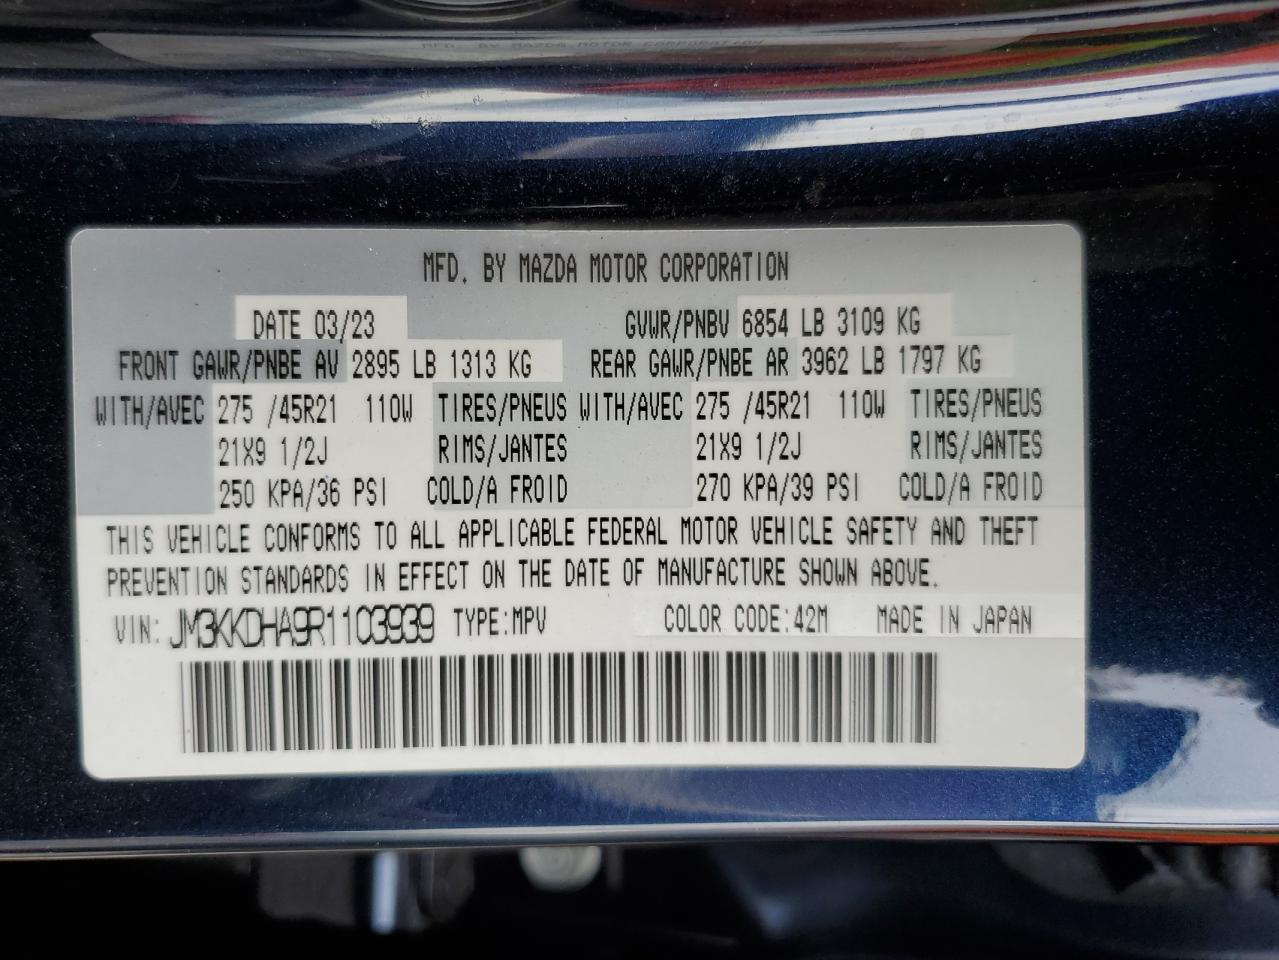 MFD. BY MAZDA MOTOR CORPORATION
MFD. BY MAZDA MOTOR CORPORATION
DATE 03/23 GVWR/PNBV 6854 LB 3109 KG
FRONT GAWR/PNBE AV 2895 LB 1313 KG REAR GAWR/PNBE AR 3962 LB 1797 KG
WITH/AVEC 275 /45R21 110W TIRES/PNEUS WITH/AVEC 275 /45R21 110W TIRES/PNEUS
21X9 1/2J RIMS/JANTES 21X9 1/2J RIMS/JANTES
250 KPA/36 PSI COLD/A FROID 270 KPA/39 PSI COLD/A FROID
THIS VEHICLE CONFORMS TO ALL APPLICABLE FEDERAL MOTOR VEHICLE SAFETY AND THEFT
PREVENTION STANDARDS IN EFFECT ON THE DATE OF MANUFACTURE SHOWN ABOVE.
VIN: JM3KKDHA9R1103939 TYPE:MPV COLOR CODE:42M MADE IN JAPAN